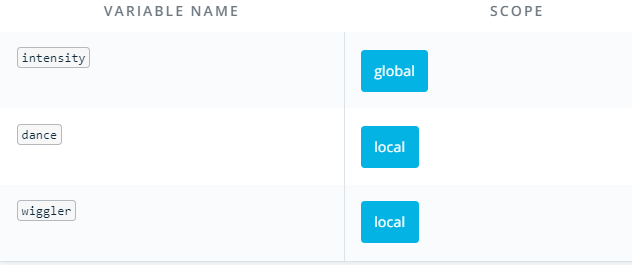 VARIABLE NAME SCOPE
intensity global
dance local
wiggler local